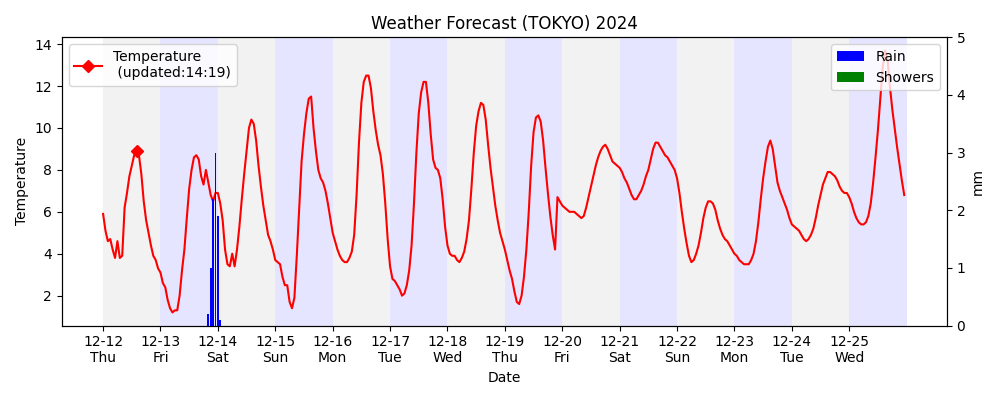 Weather Forecast (TOKYO) 2024
Temperature
(updated:14:19)
Rain
Showers
14
12
10
8
6
4
2
Temperature
5
4
3
2
1
0
mm
12-12 12-13 12-14 12-15 12-16 12-17 12-18 12-19 12-20 12-21 12-22 12-23 12-24 12-25
Thu Fri Sat Sun Mon Tue Wed Thu Fri Sat Sun Mon Tue Wed
Date